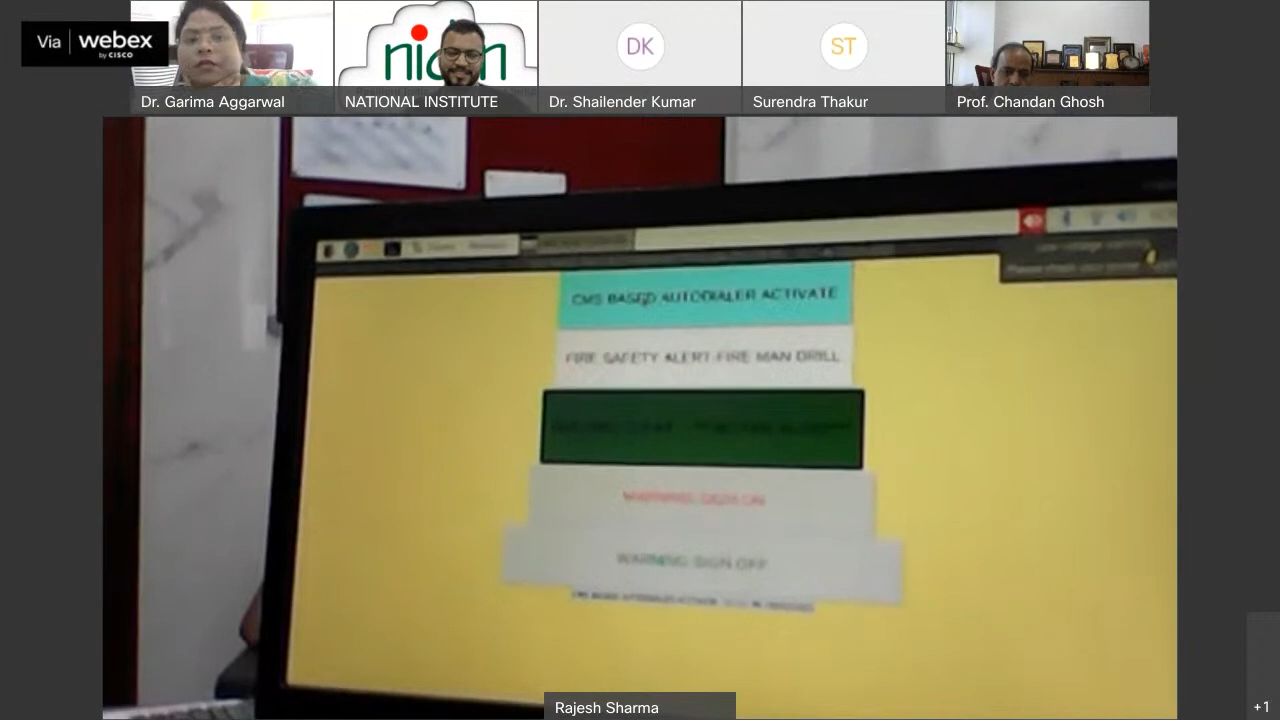 Via webex
by CISCO
nidm
Dr. Garima Aggarwal
NATIONAL INSTITUTE
DK
Dr. Shailender Kumar
ST
Surendra Thakur
Prof. Chandan Ghosh
CMS BASED AUTODIALER ACTIVATE
FIRE SAFETY ALERT-FIRE MAN DRILL
WARNING SIGN ON
WARNING SIGN OFF
Rajesh Sharma
+1